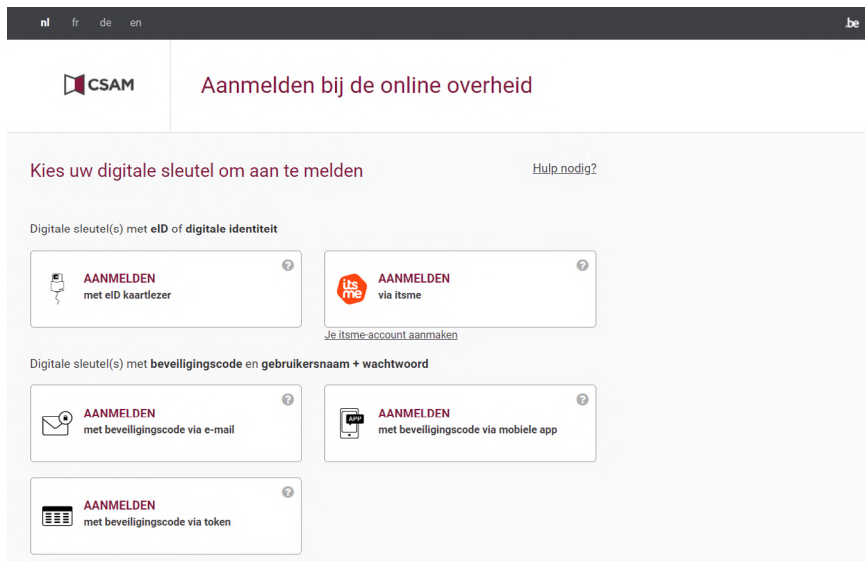 nl fr de en
.be
CSAM
Aanmelden bij de online overheid
Kies uw digitale sleutel om aan te melden
Hulp nodig?
Digitale sleutel(s) met eID of digitale identiteit
?
AANMELDEN
met eID kaartlezer
?
itsme
AANMELDEN
via itsme
Je itsme-account aanmaken
Digitale sleutel(s) met beveiligingscode en gebruikersnaam + wachtwoord
?
AANMELDEN
met beveiligingscode via e-mail
?
APP
AANMELDEN
met beveiligingscode via mobiele app
?
AANMELDEN
met beveiligingscode via token